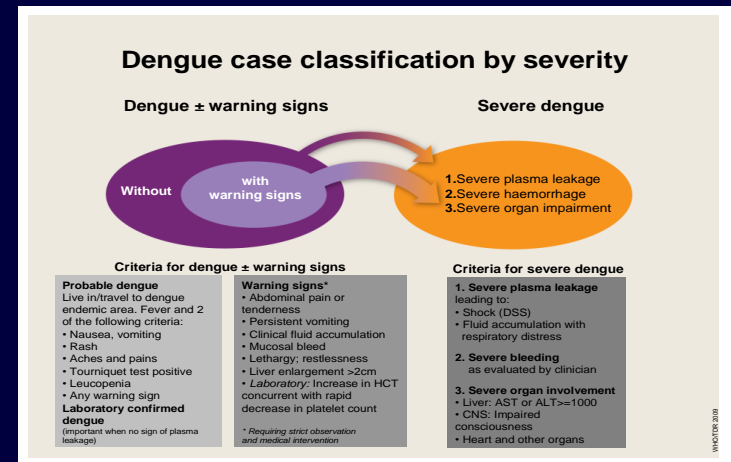 Dengue case classification by severity
Dengue ± warning signs
Severe dengue
Without
with
warning signs
1.Severe plasma leakage
2.Severe haemorrhage
3.Severe organ impairment
Criteria for dengue ± warning signs
Probable dengue
Live in/travel to dengue
endemic area. Fever and 2
of the following criteria:
• Nausea, vomiting
• Rash
• Aches and pains
• Tourniquet test positive
• Leucopenia
• Any warning sign
Laboratory confirmed
dengue
(important when no sign of plasma
leakage)
Warning signs*
• Abdominal pain or
tenderness
• Persistent vomiting
• Clinical fluid accumulation
• Mucosal bleed
• Lethargy; restlessness
• Liver enlargement >2cm
• Laboratory: Increase in HCT
concurrent with rapid
decrease in platelet count
* Requiring strict observation
and medical intervention
Criteria for severe dengue
1. Severe plasma leakage
leading to:
• Shock (DSS)
• Fluid accumulation with
respiratory distress
2. Severe bleeding
as evaluated by clinician
3. Severe organ involvement
• Liver: AST or ALT>=1000
• CNS: Impaired
consciousness
• Heart and other organs
WHO/TDR 2009